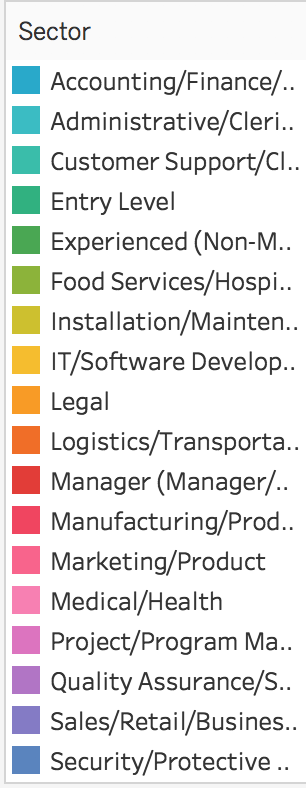 Sector
Accounting/Finance/..
Administrative/Cleri..
Customer Support/Cl..
Entry Level
Experienced (Non-M..
Food Services/Hospi..
Installation/Mainten..
IT/Software Develop..
Legal
Logistics/Transporta..
Manager (Manager/..
Manufacturing/Prod..
Marketing/Product
Medical/Health
Project/Program Ma..
Quality Assurance/S..
Sales/Retail/Busines..
Security/Protective ..